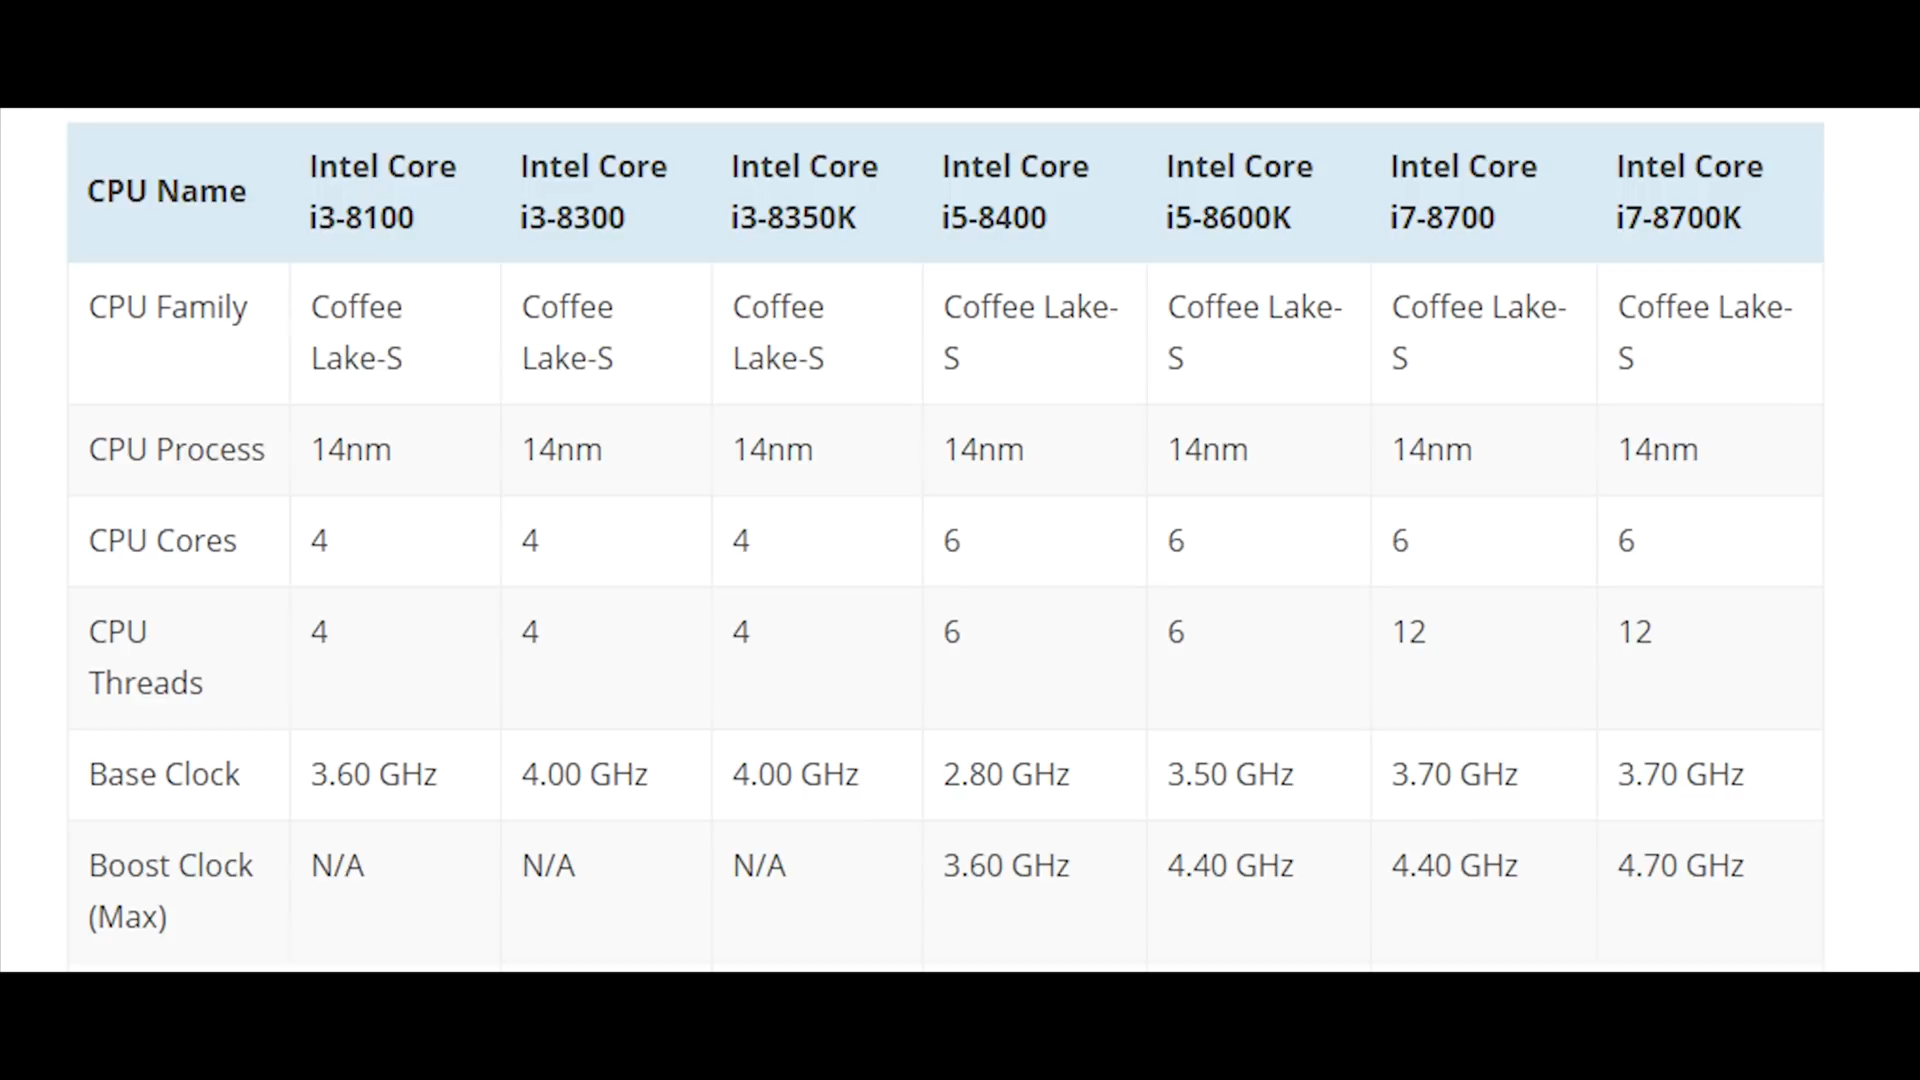 CPU Name Intel Core i3-8100 Intel Core i3-8300 Intel Core i3-8350K Intel Core i5-8400 Intel Core i5-8600K Intel Core i7-8700 Intel Core i7-8700K
CPU Family Coffee Lake-S Coffee Lake-S Coffee Lake-S Coffee Lake-S Coffee Lake-S Coffee Lake-S Coffee Lake-S
CPU Process 14nm 14nm 14nm 14nm 14nm 14nm 14nm
CPU Cores 4 4 4 6 6 6 6
CPU Threads 4 4 4 6 6 12 12
Base Clock 3.60 GHz 4.00 GHz 4.00 GHz 2.80 GHz 3.50 GHz 3.70 GHz 3.70 GHz
Boost Clock (Max) N/A N/A N/A 3.60 GHz 4.40 GHz 4.40 GHz 4.70 GHz